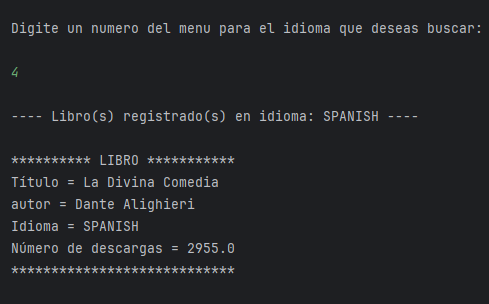 Digite un numero del menu para el idioma que deseas buscar:
4
---- Libro(s) registrado(s) en idioma: SPANISH ----
********** LIBRO ***********
Título = La Divina Comedia
autor = Dante Alighieri
Idioma = SPANISH
Número de descargas = 2955.0
****************************